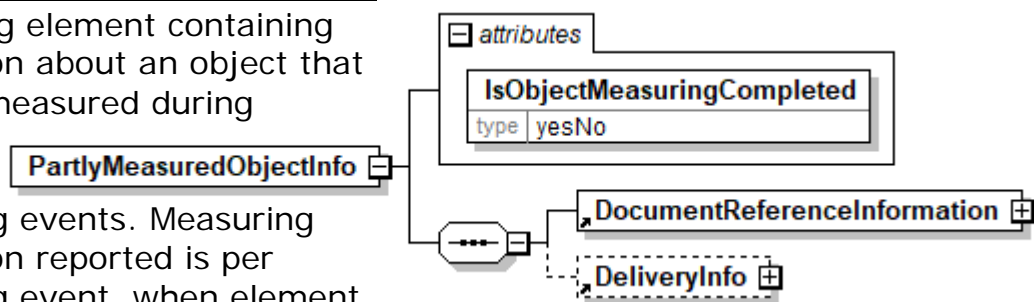 g element containing
on about an object that
measured during
g events. Measuring
on reported is per
g event, when element
attributes
IsObjectMeasuringCompleted
type yesNo
PartlyMeasuredObjectInfo
DocumentReferenceInformation
DeliveryInfo